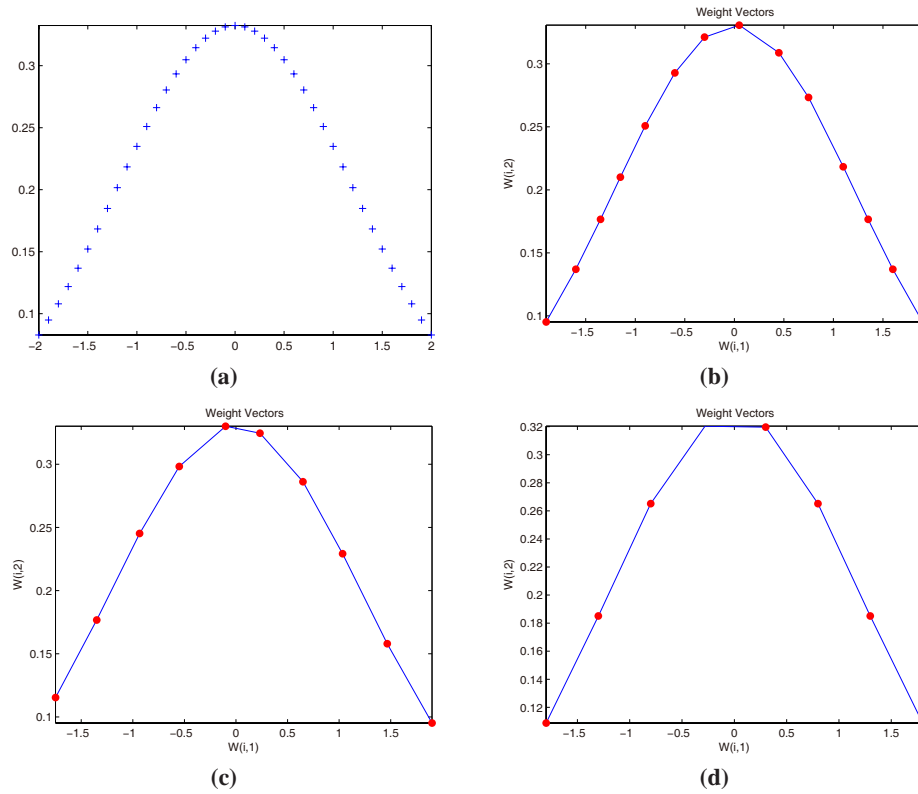 0.3
0.25
0.2
0.15
0.1
−2 −1.5 −1 −0.5 0 0.5 1 1.5 2
(a)
Weight Vectors
0.3
0.25
0.2
0.15
0.1
W(i,2)
−1.5 −1 −0.5 0 0.5 1 1.5
W(i,1)
(b)
Weight Vectors
0.3
0.25
0.2
0.15
0.1
W(i,2)
−1.5 −1 −0.5 0 0.5 1 1.5
W(i,1)
(c)
Weight Vectors
0.32
0.3
0.28
0.26
0.24
0.22
0.2
0.18
0.16
0.14
0.12
W(i,2)
−1.5 −1 −0.5 0 0.5 1 1.5
W(i,1)
(d)